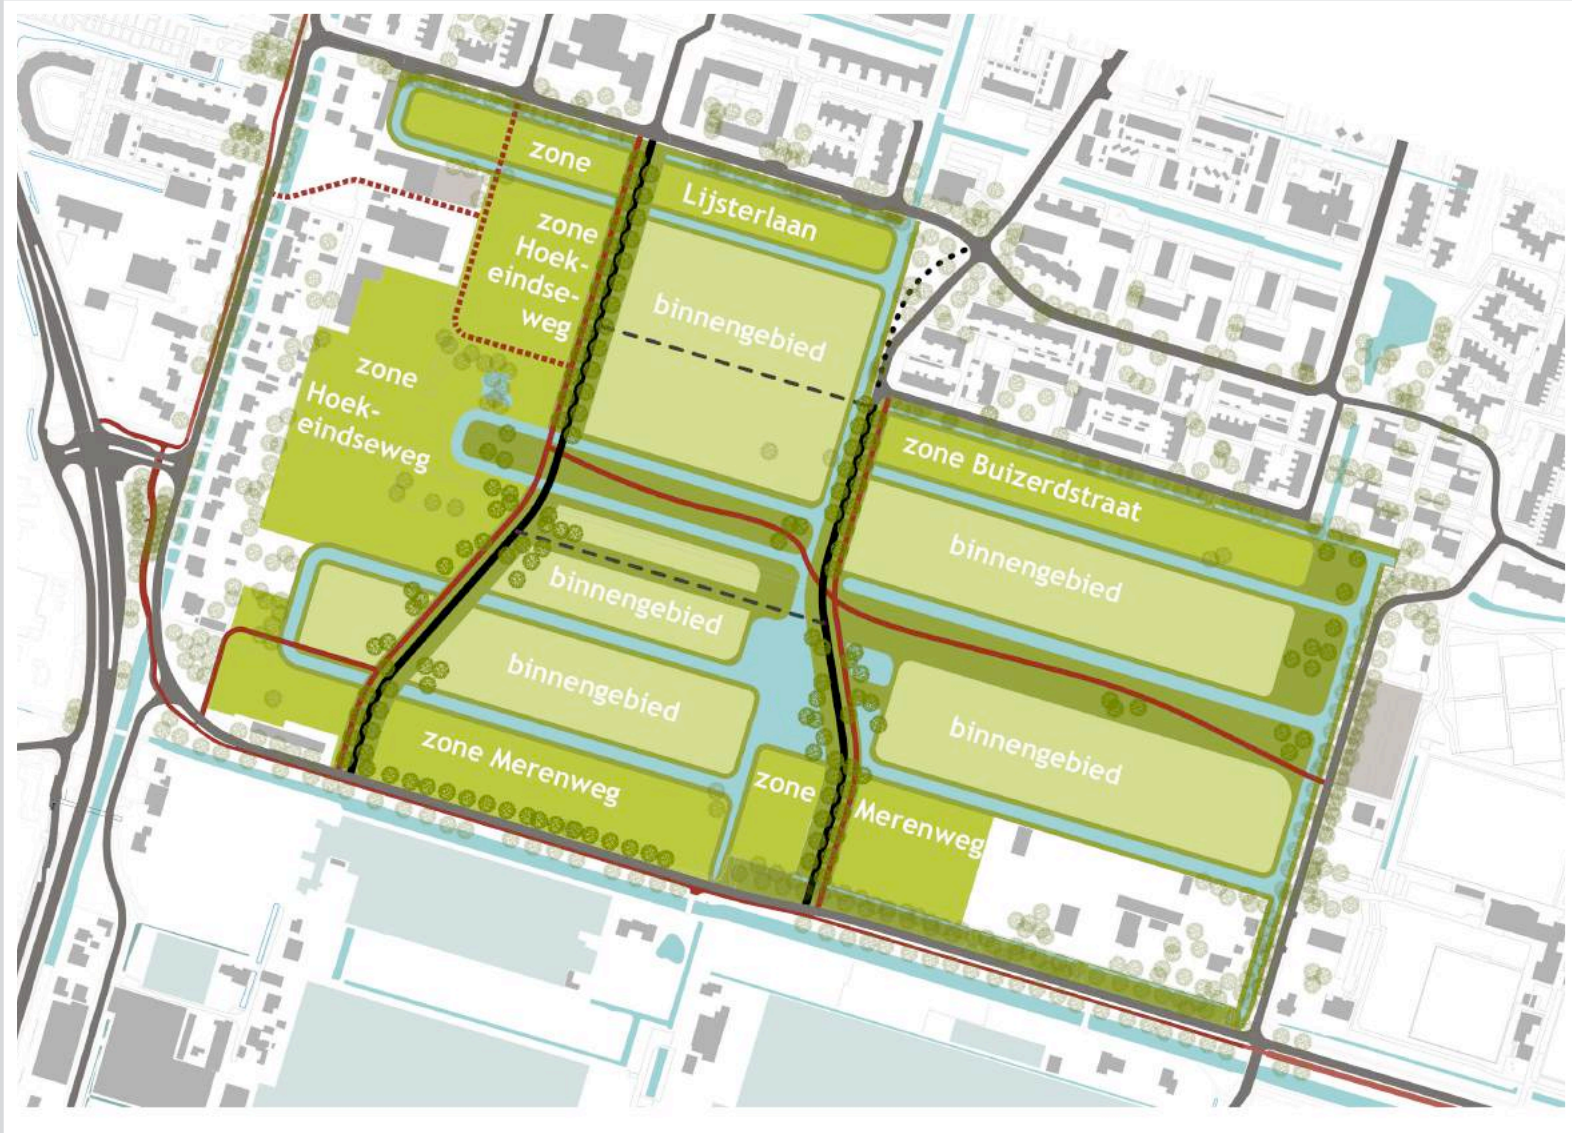 zone
Lijsterlaan
zone
Hoek-
eindse-
weg
binnengebied
zone
Hoek-
eindseweg
zone Buizerdstraat
binnengebied
binnengebied
binnengebied
binnengebied
zone Merenweg
zone
Merenweg